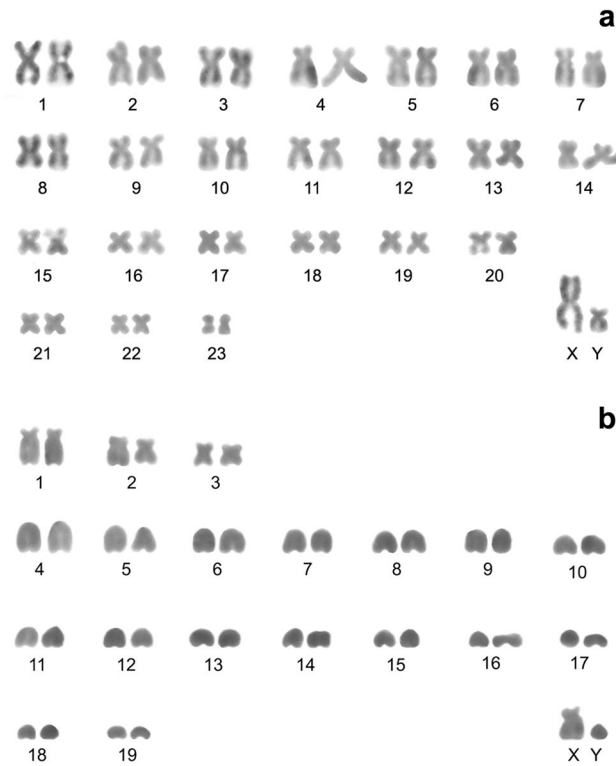 a
1 2 3 4 5 6 7
8 9 10 11 12 13 14
15 16 17 18 19 20
21 22 23 X Y
b
1 2 3
4 5 6 7 8 9 10
11 12 13 14 15 16 17
18 19 X Y